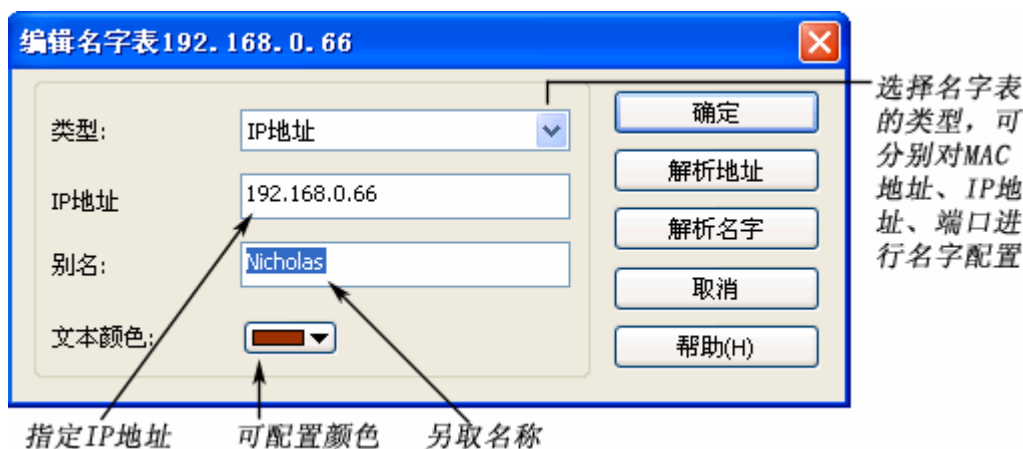 编辑名字表192.168.0.66
类型:
IP地址
IP地址
192.168.0.66
别名:
Nicholas
文本颜色:
确定
解析地址
解析名字
取消
帮助(H)
选择名字表
的类型，可
分别对MAC
地址、IP地
址、端口进
行名字配置
指定IP地址
可配置颜色
另取名称